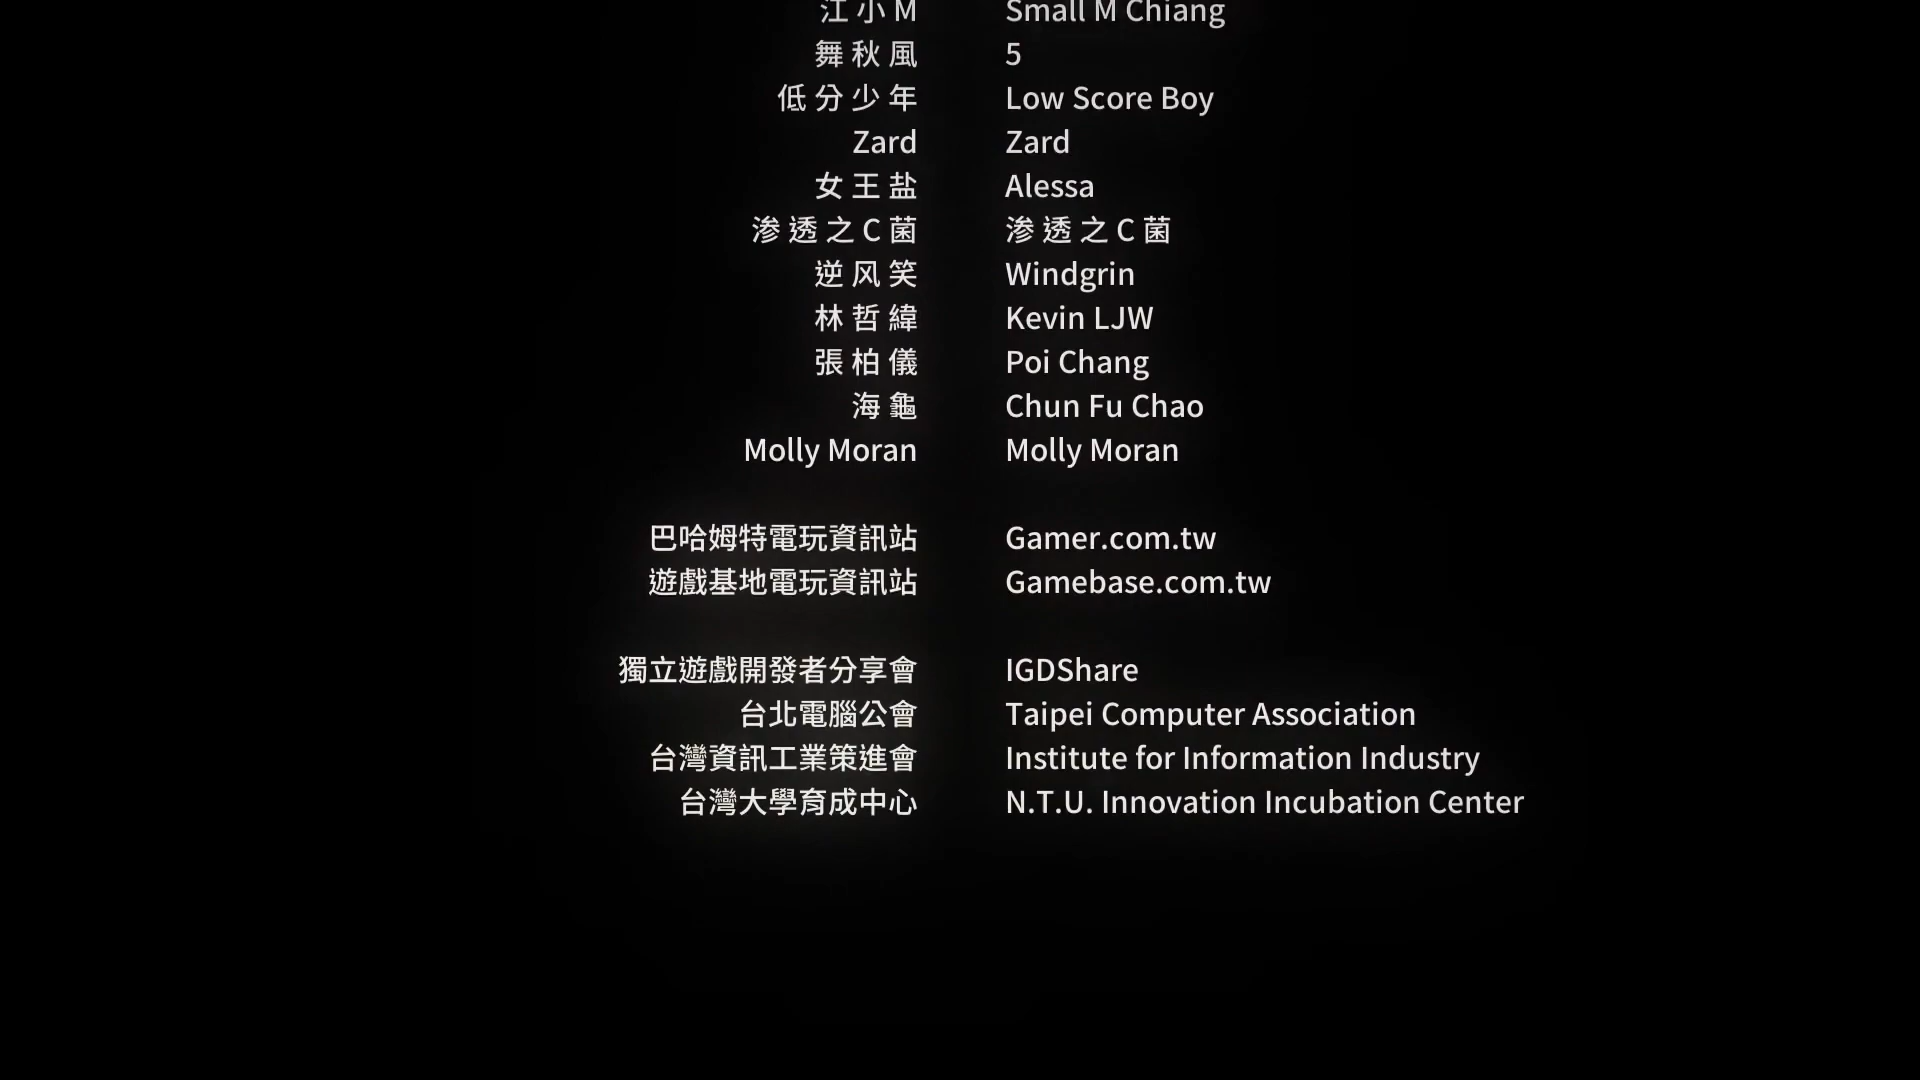 江小M Small M Chiang
舞秋風 5
低分少年 Low Score Boy
Zard Zard
女王盐 Alessa
渗透之C菌 渗透之C菌
逆风笑 Windgrin
林哲緯 Kevin LJW
張柏儀 Poi Chang
海龜 Chun Fu Chao
Molly Moran Molly Moran
巴哈姆特電玩資訊站 Gamer.com.tw
遊戲基地電玩資訊站 Gamebase.com.tw
獨立遊戲開發者分享會 IGDShare
台北電腦公會 Taipei Computer Association
台灣資訊工業策進會 Institute for Information Industry
台灣大學育成中心 N.T.U. Innovation Incubation Center